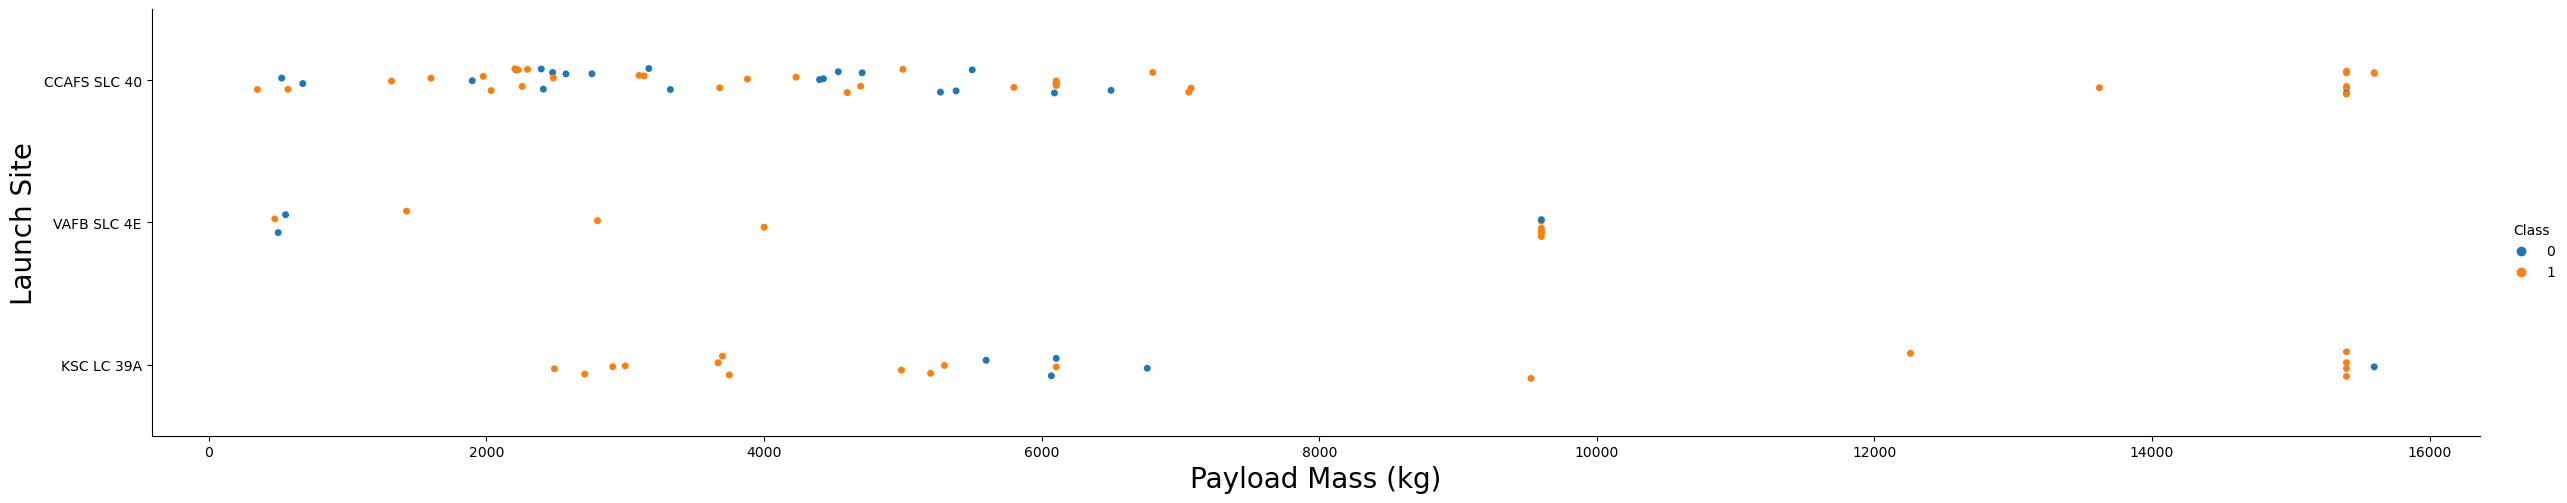 Launch Site
CCAFS SLC 40
VAFB SLC 4E
KSC LC 39A
0 2000 4000 6000 8000 10000 12000 14000 16000
Payload Mass (kg)
Class
0
1